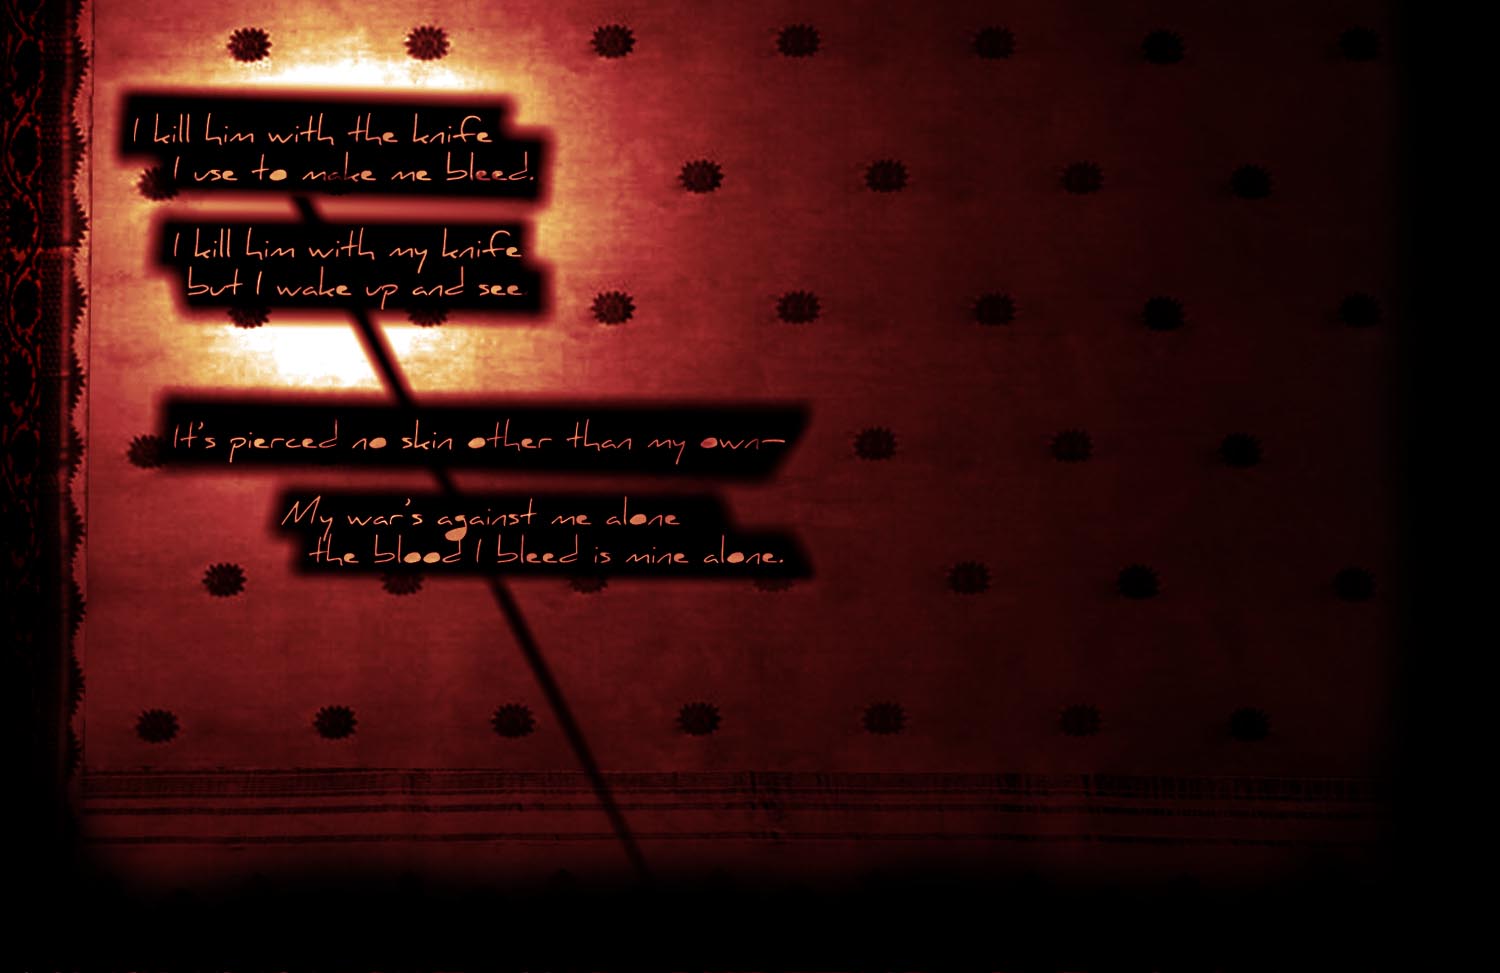 I kill him with the knife
I use to make me bleed.
I kill him with my knife
but I wake up and see
It's pierced no skin other than my own—
My war's against me alone
the blood I bleed is mine alone.